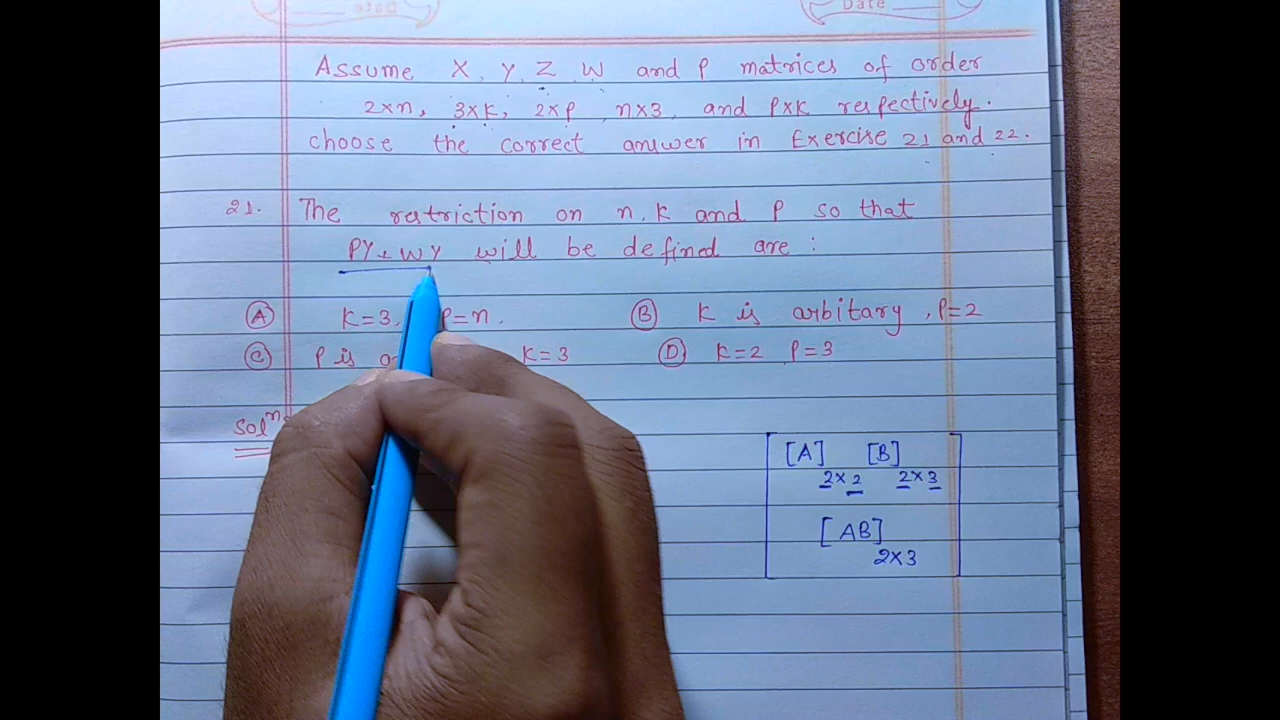 Date
Assume X, Y, Z W and P matrices of order
2×n, 3×k, 2×p, n×3, and P×K respectively.
choose the correct answer in Exercise 21 and 22.
21. The restriction on n, k and p so that
PY+WY will be defined are :
(A) K=3, P=n. (B) K is arbitary, P=2
(C) P is K=3 (D) K=2 P=3
Solⁿ
[A] [B]
2×2 2×3
[AB]
2×3